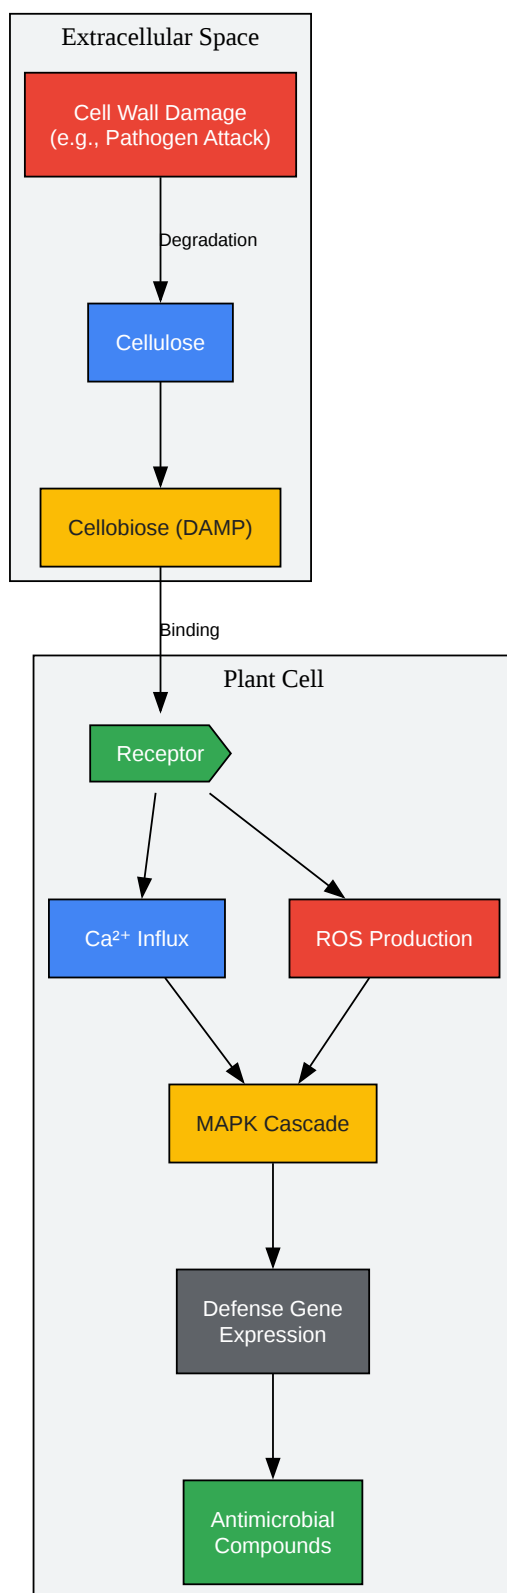 Extracellular Space
Cell Wall Damage
(e.g., Pathogen Attack)
Degradation
Cellulose
Cellobiose (DAMP)
Binding
Plant Cell
Receptor
Ca²⁺ Influx
ROS Production
MAPK Cascade
Defense Gene
Expression
Antimicrobial
Compounds